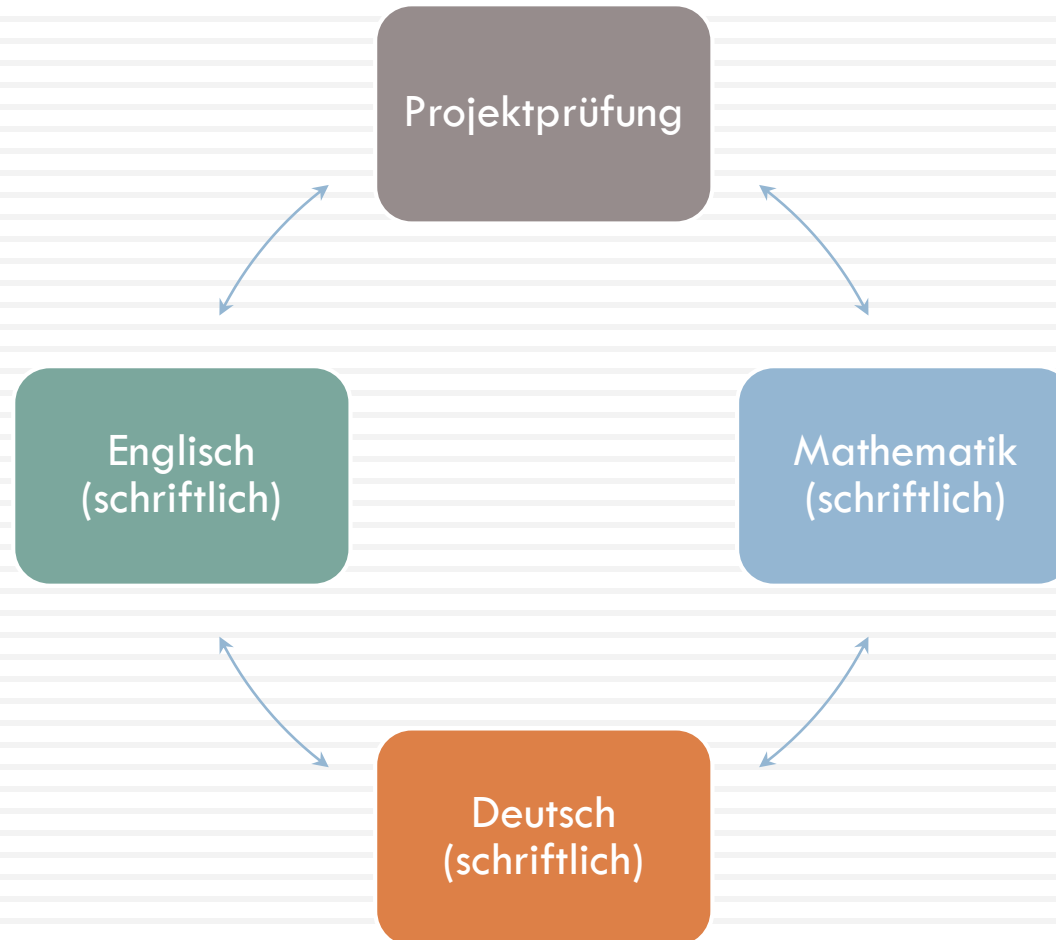 Projektprüfung
Englisch
(schriftlich)
Mathematik
(schriftlich)
Deutsch
(schriftlich)